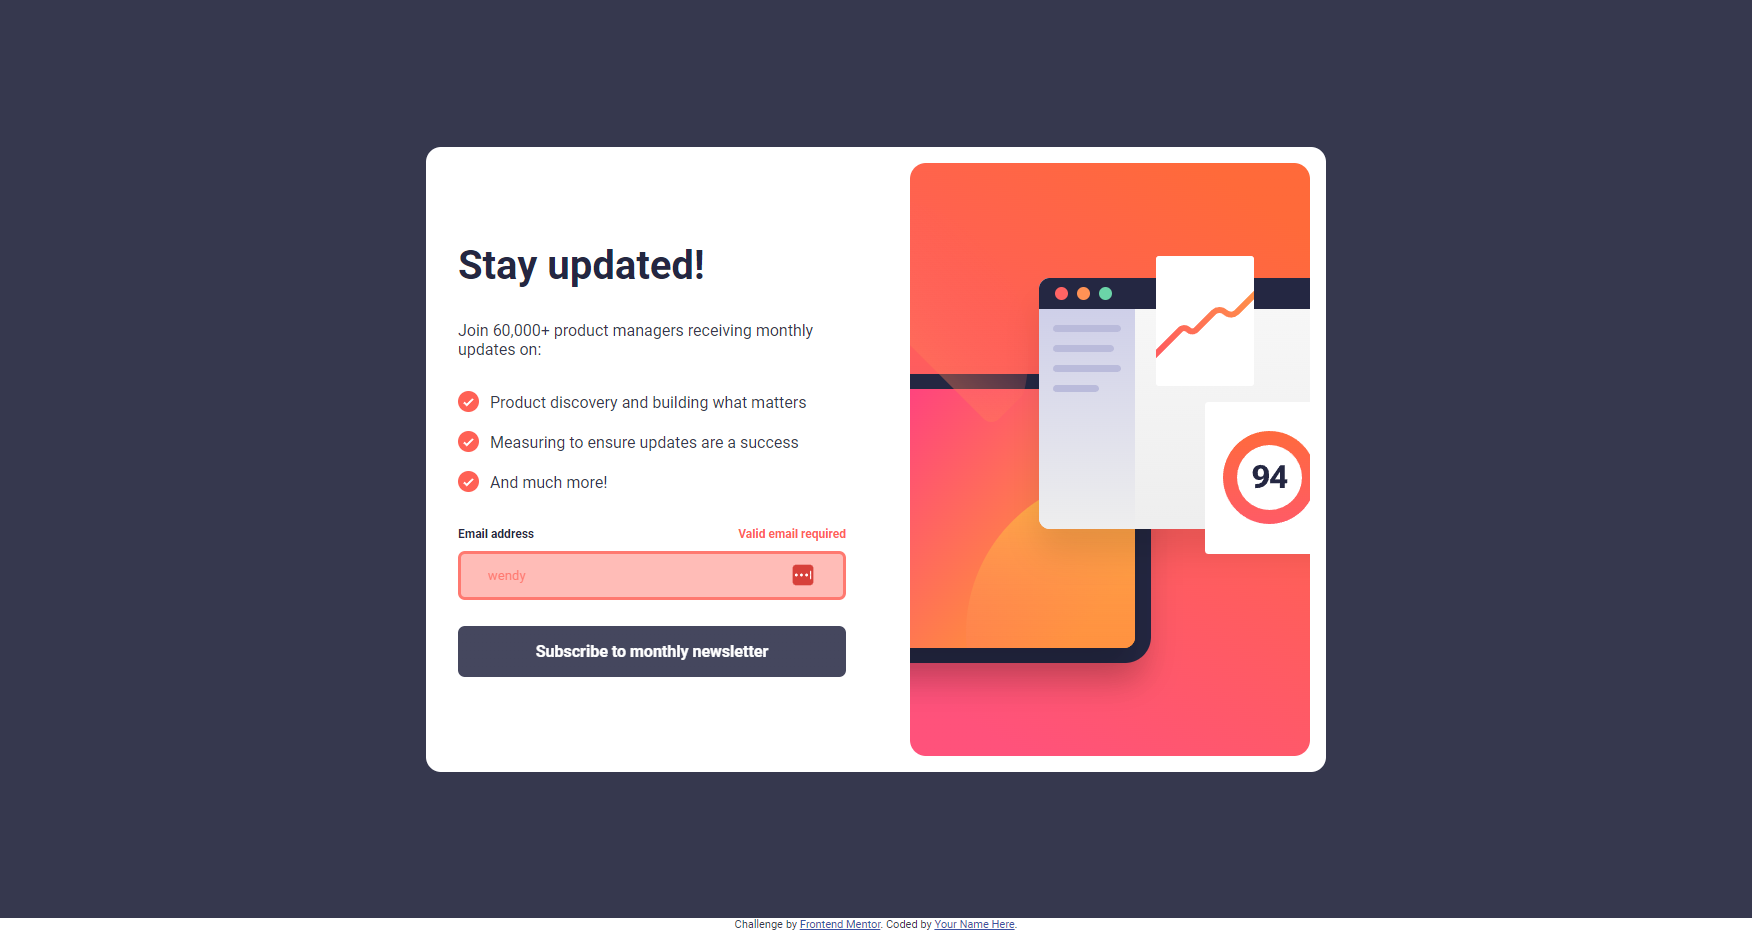 Stay updated!
Join 60,000+ product managers receiving monthly
updates on:
Product discovery and building what matters
Measuring to ensure updates are a success
And much more!
Email address
Valid email required
wendy
Subscribe to monthly newsletter
94
Challenge by Frontend Mentor. Coded by Your Name Here.